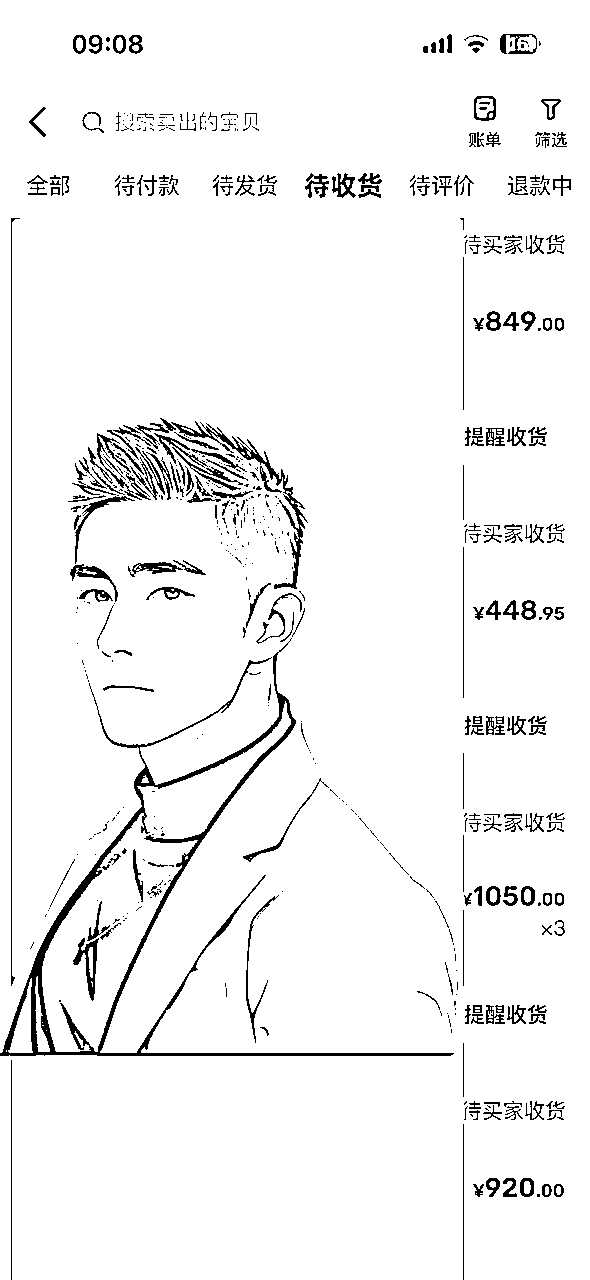 09:08
搜索卖出的宝贝
账单 筛选
全部 待付款 待发货 待收货 待评价 退款中
待买家收货
¥849.00
提醒收货
待买家收货
¥448.95
提醒收货
待买家收货
¥1050.00
×3
提醒收货
待买家收货
¥920.00